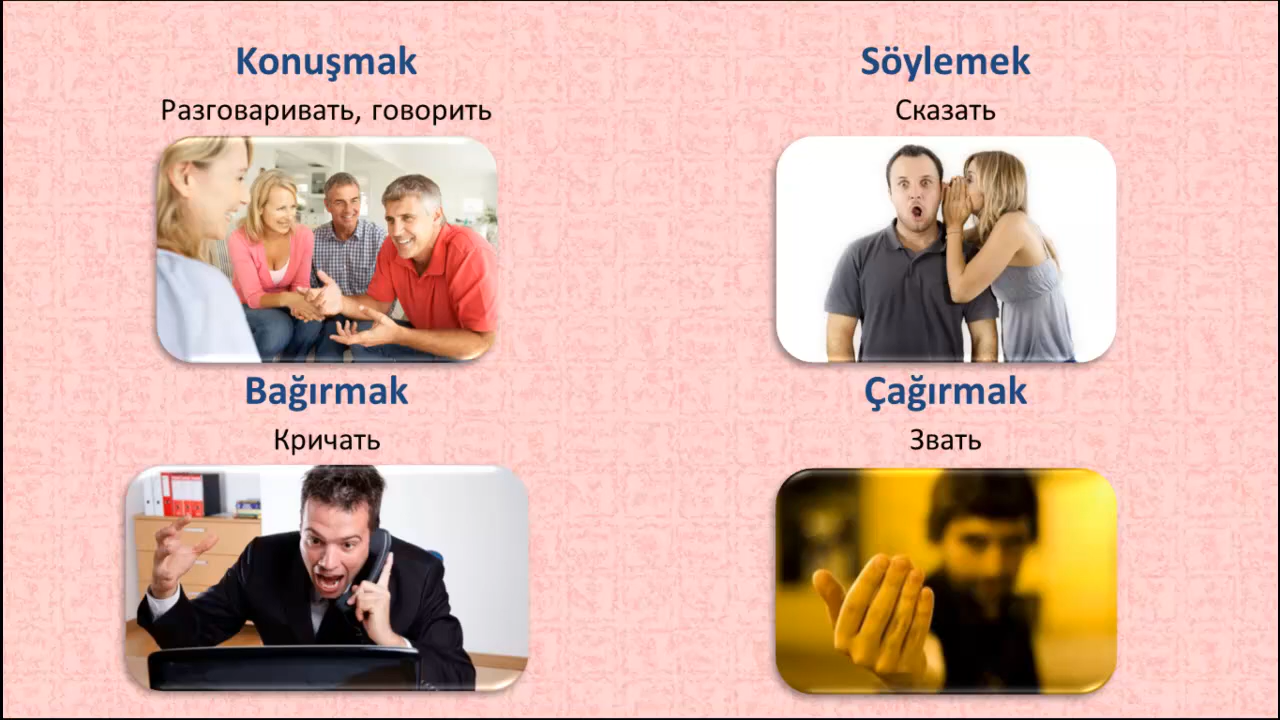 Konuşmak
Разговаривать, говорить
Söylemek
Сказать
Bağırmak
Кричать
Çağırmak
Звать